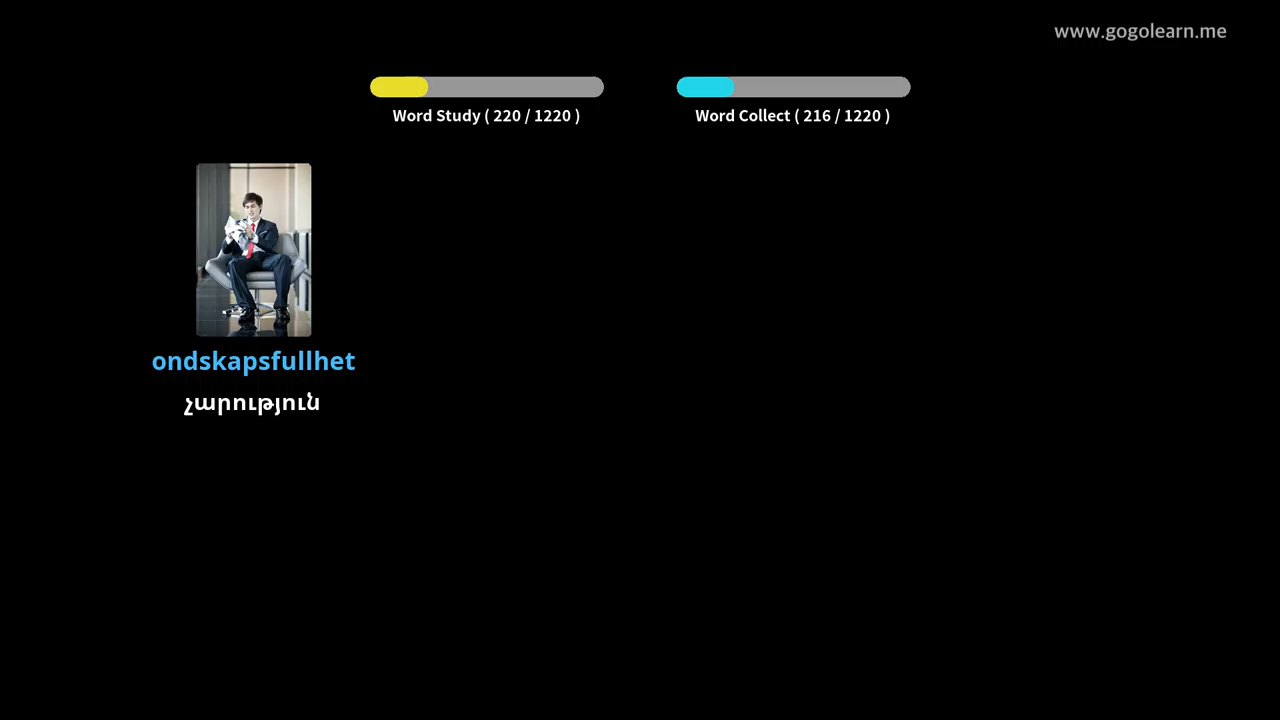 www.gogolearn.me
Word Study ( 220 / 1220 )
Word Collect ( 216 / 1220 )
ondskapsfullhet
չարություն